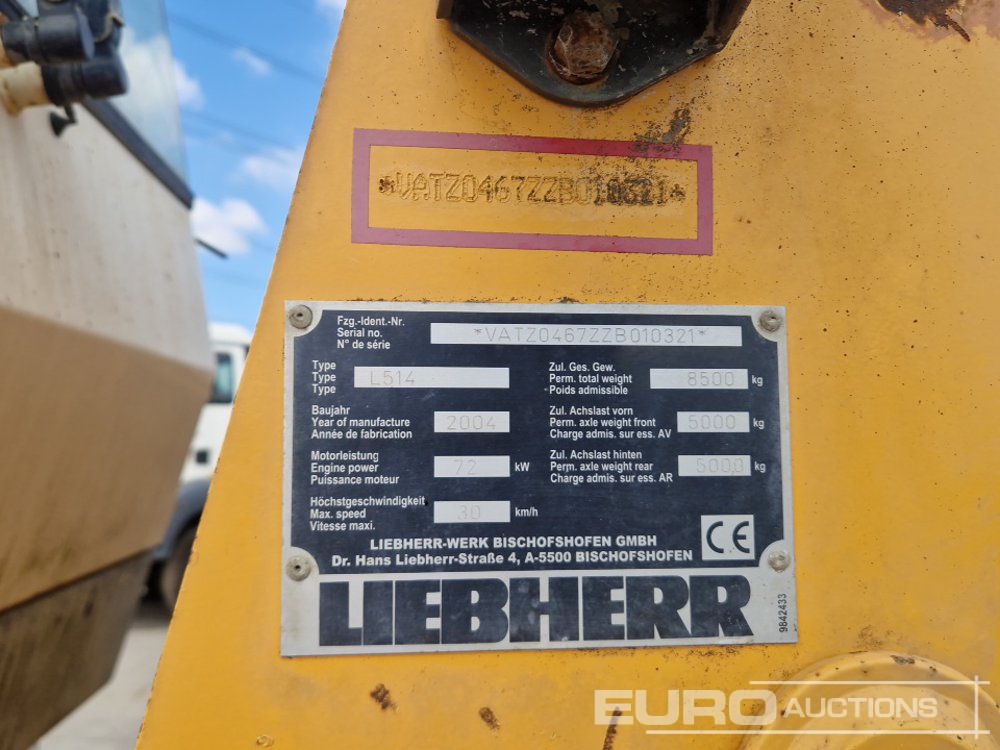 *VATZ0467ZZB010321*
Fzg.-Ident.-Nr.
Serial no.
N° de série
*VATZ0467ZZB010321*
Type
Type
Type
L514
Zul. Ges. Gew.
Perm. total weight
Poids admissible
8500 kg
Baujahr
Year of manufacture
Année de fabrication
2004
Zul. Achslast vorn
Perm. axle weight front
Charge admis. sur ess. AV
5000 kg
Motorleistung
Engine power
Puissance moteur
72 kW
Zul. Achslast hinten
Perm. axle weight rear
Charge admis. sur ess. AR
5000 kg
Höchstgeschwindigkeit
Max. speed
Vitesse maxi.
30 km/h
LIEBHERR-WERK BISCHOFSHOFEN GMBH
Dr. Hans Liebherr-Straße 4, A-5500 BISCHOFSHOFEN
CE
LIEBHERR
9842433
EURO AUCTIONS